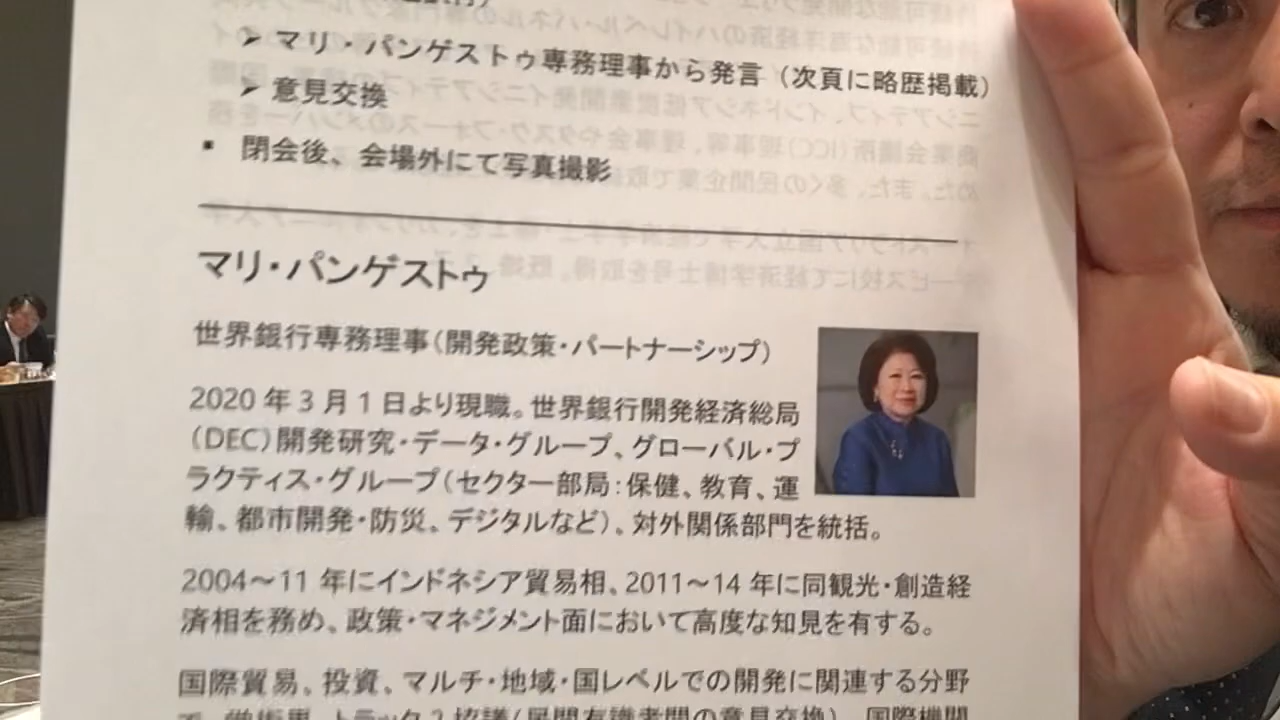 ➤ マリ・パンゲストゥ専務理事から発言（次頁に略歴掲載）
➤ 意見交換
▪ 閉会後、会場外にて写真撮影
マリ・パンゲストゥ
世界銀行専務理事（開発政策・パートナーシップ）
2020 年 3 月 1 日より現職。世界銀行開発経済総局
（DEC）開発研究・データ・グループ、グローバル・プ
ラクティス・グループ（セクター部局：保健、教育、運
輸、都市開発・防災、デジタルなど）、対外関係部門を統括。
2004～11 年にインドネシア貿易相、2011～14 年に同観光・創造経
済相を務め、政策・マネジメント面において高度な知見を有する。
国際貿易、投資、マルチ・地域・国レベルでの開発に関連する分野